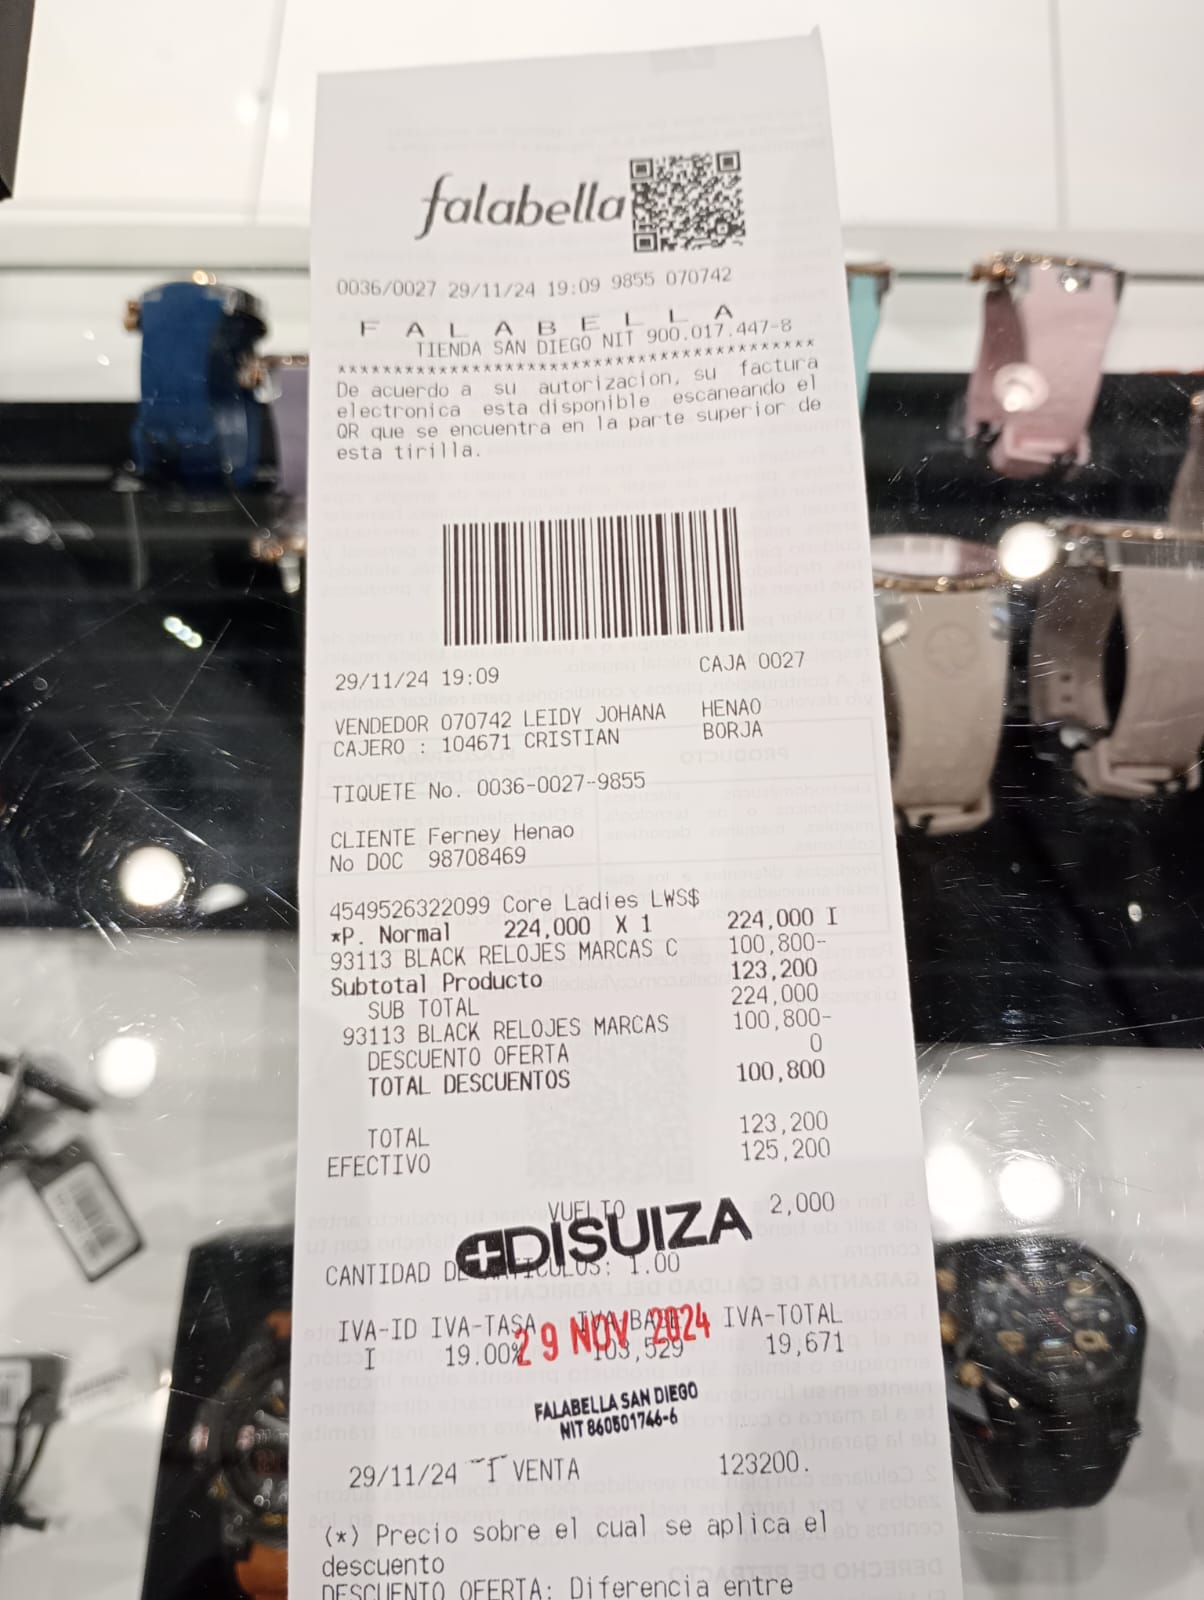 falabella
0036/0027 29/11/24 19:09 9855 070742
F A L A B E L L A
TIENDA SAN DIEGO NIT 900.017.447-8
****************************************
De acuerdo a su autorizacion, su factura
electronica esta disponible escaneando el
QR que se encuentra en la parte superior de
esta tirilla.
29/11/24 19:09 CAJA 0027
VENDEDOR 070742 LEIDY JOHANA HENAO
CAJERO : 104671 CRISTIAN BORJA
TIQUETE No. 0036-0027-9855
CLIENTE Ferney Henao
No DOC 98708469
4549526322099 Core Ladies LWS$
*P. Normal 224,000 X 1 224,000 I
93113 BLACK RELOJES MARCAS C 100,800-
Subtotal Producto 123,200
SUB TOTAL 224,000
93113 BLACK RELOJES MARCAS 100,800-
DESCUENTO OFERTA 0
TOTAL DESCUENTOS 100,800
TOTAL 123,200
EFECTIVO 125,200
VUELTO 2,000
DISUIZA
CANTIDAD DE ARTICULOS: 1.00
IVA-ID IVA-TASA IVA/BASE IVA-TOTAL
29 NOV 2024
I 19.00% 103,529 19,671
FALABELLA SAN DIEGO
NIT 860501746-6
29/11/24 T VENTA 123200.
(*) Precio sobre el cual se aplica el
descuento
DESCUENTO OFERTA: Diferencia entre